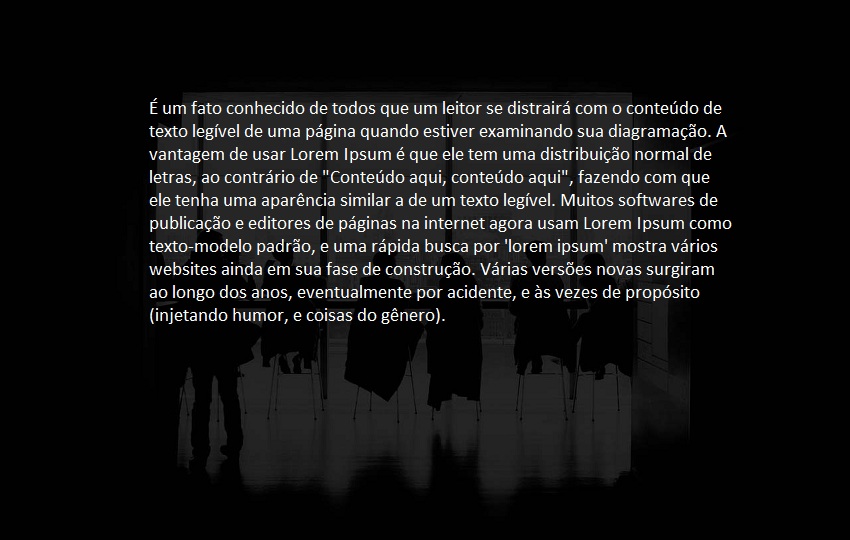 É um fato conhecido de todos que um leitor se distrairá com o conteúdo de
texto legível de uma página quando estiver examinando sua diagramação. A
vantagem de usar Lorem Ipsum é que ele tem uma distribuição normal de
letras, ao contrário de "Conteúdo aqui, conteúdo aqui", fazendo com que
ele tenha uma aparência similar a de um texto legível. Muitos softwares de
publicação e editores de páginas na internet agora usam Lorem Ipsum como
texto-modelo padrão, e uma rápida busca por 'lorem ipsum' mostra vários
websites ainda em sua fase de construção. Várias versões novas surgiram
ao longo dos anos, eventualmente por acidente, e às vezes de propósito
(injetando humor, e coisas do gênero).